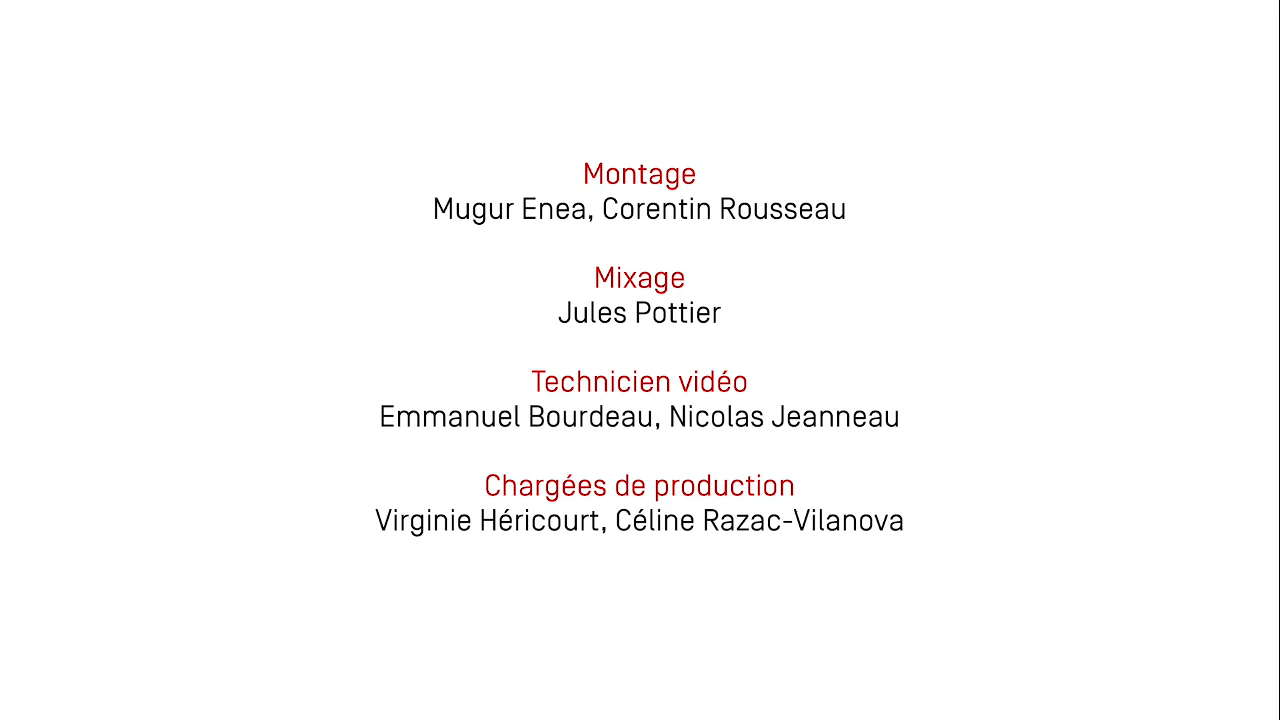 Montage
Mugur Enea, Corentin Rousseau
Mixage
Jules Pottier
Technicien vidéo
Emmanuel Bourdeau, Nicolas Jeanneau
Chargées de production
Virginie Héricourt, Céline Razac-Vilanova